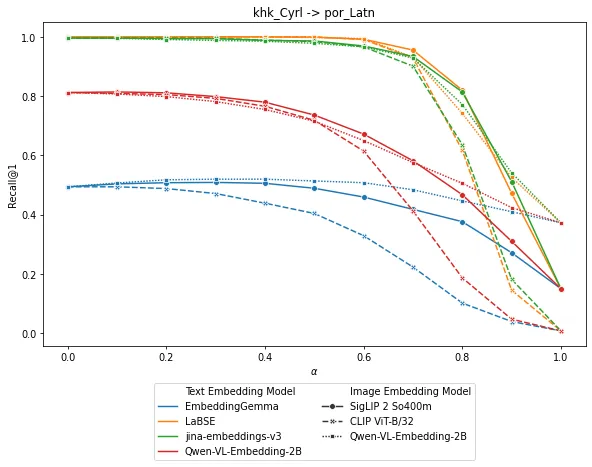 khk_Cyrl -> por_Latn
Recall@1
1.0
0.8
0.6
0.4
0.2
0.0
0.0 0.2 0.4 0.6 0.8 1.0
α
Text Embedding Model
EmbeddingGemma
LaBSE
jina-embeddings-v3
Qwen-VL-Embedding-2B
Image Embedding Model
SigLIP 2 So400m
CLIP ViT-B/32
Qwen-VL-Embedding-2B